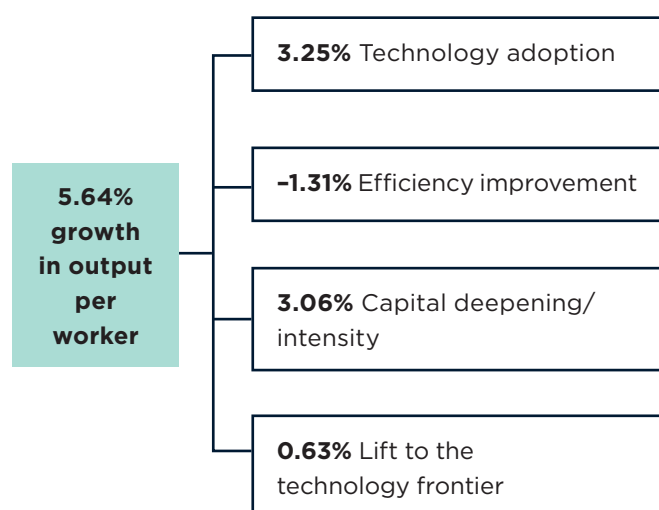 5.64%
growth
in output
per
worker
3.25% Technology adoption
–1.31% Efficiency improvement
3.06% Capital deepening/
intensity
0.63% Lift to the
technology frontier